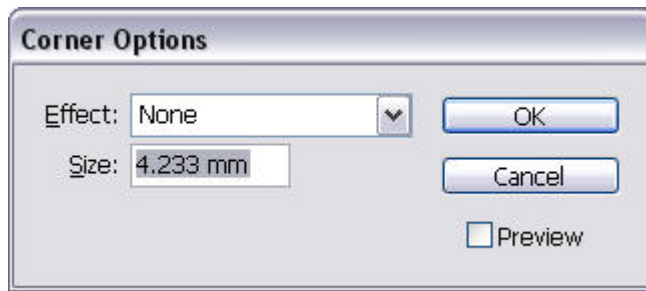 Corner Options
Effect: None
OK
Size: 4.233 mm
Cancel
Preview